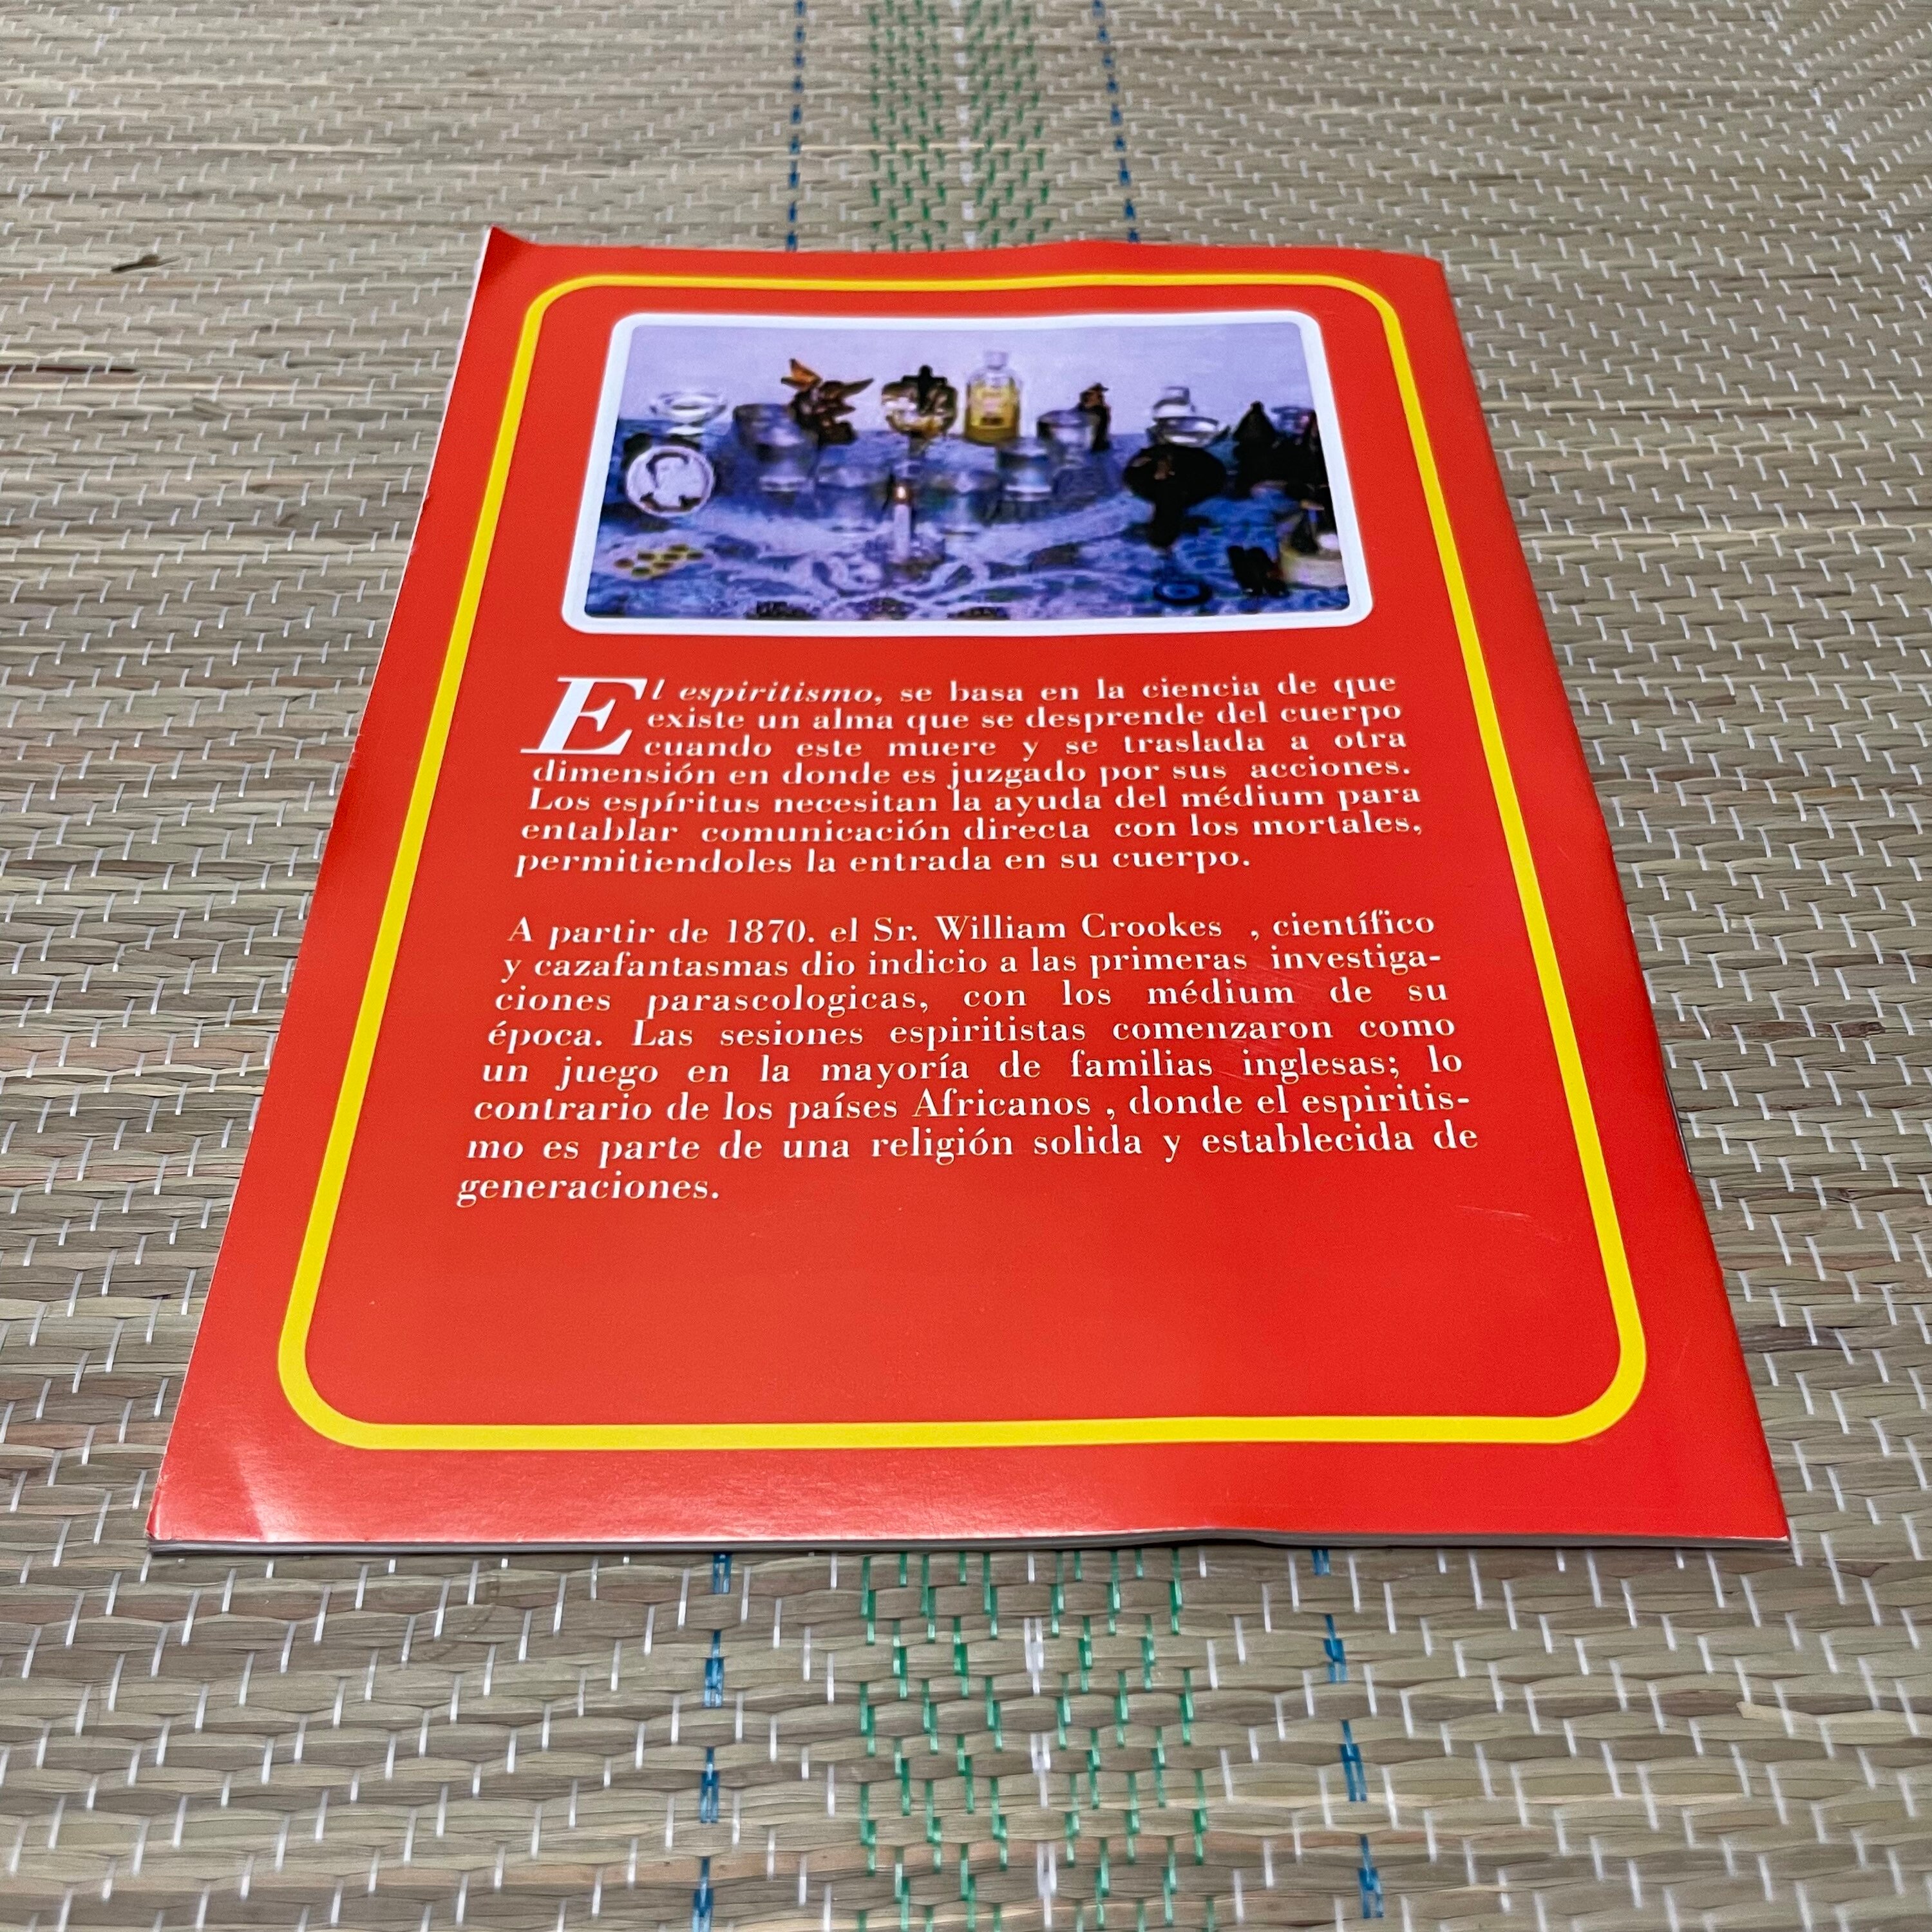 El espiritismo, se basa en la ciencia de que
existe un alma que se desprende del cuerpo
cuando este muere y se traslada a otra
dimensión en donde es juzgado por sus acciones.
Los espíritus necesitan la ayuda del médium para
entablar comunicación directa con los mortales,
permitiendoles la entrada en su cuerpo.
A partir de 1870. el Sr. William Crookes , científico
y cazafantasmas dio indicio a las primeras investiga-
ciones parascologicas, con los médium de su
época. Las sesiones espiritistas comenzaron como
un juego en la mayoría de familias inglesas; lo
contrario de los países Africanos , donde el espiritis-
mo es parte de una religión solida y establecida de
generaciones.